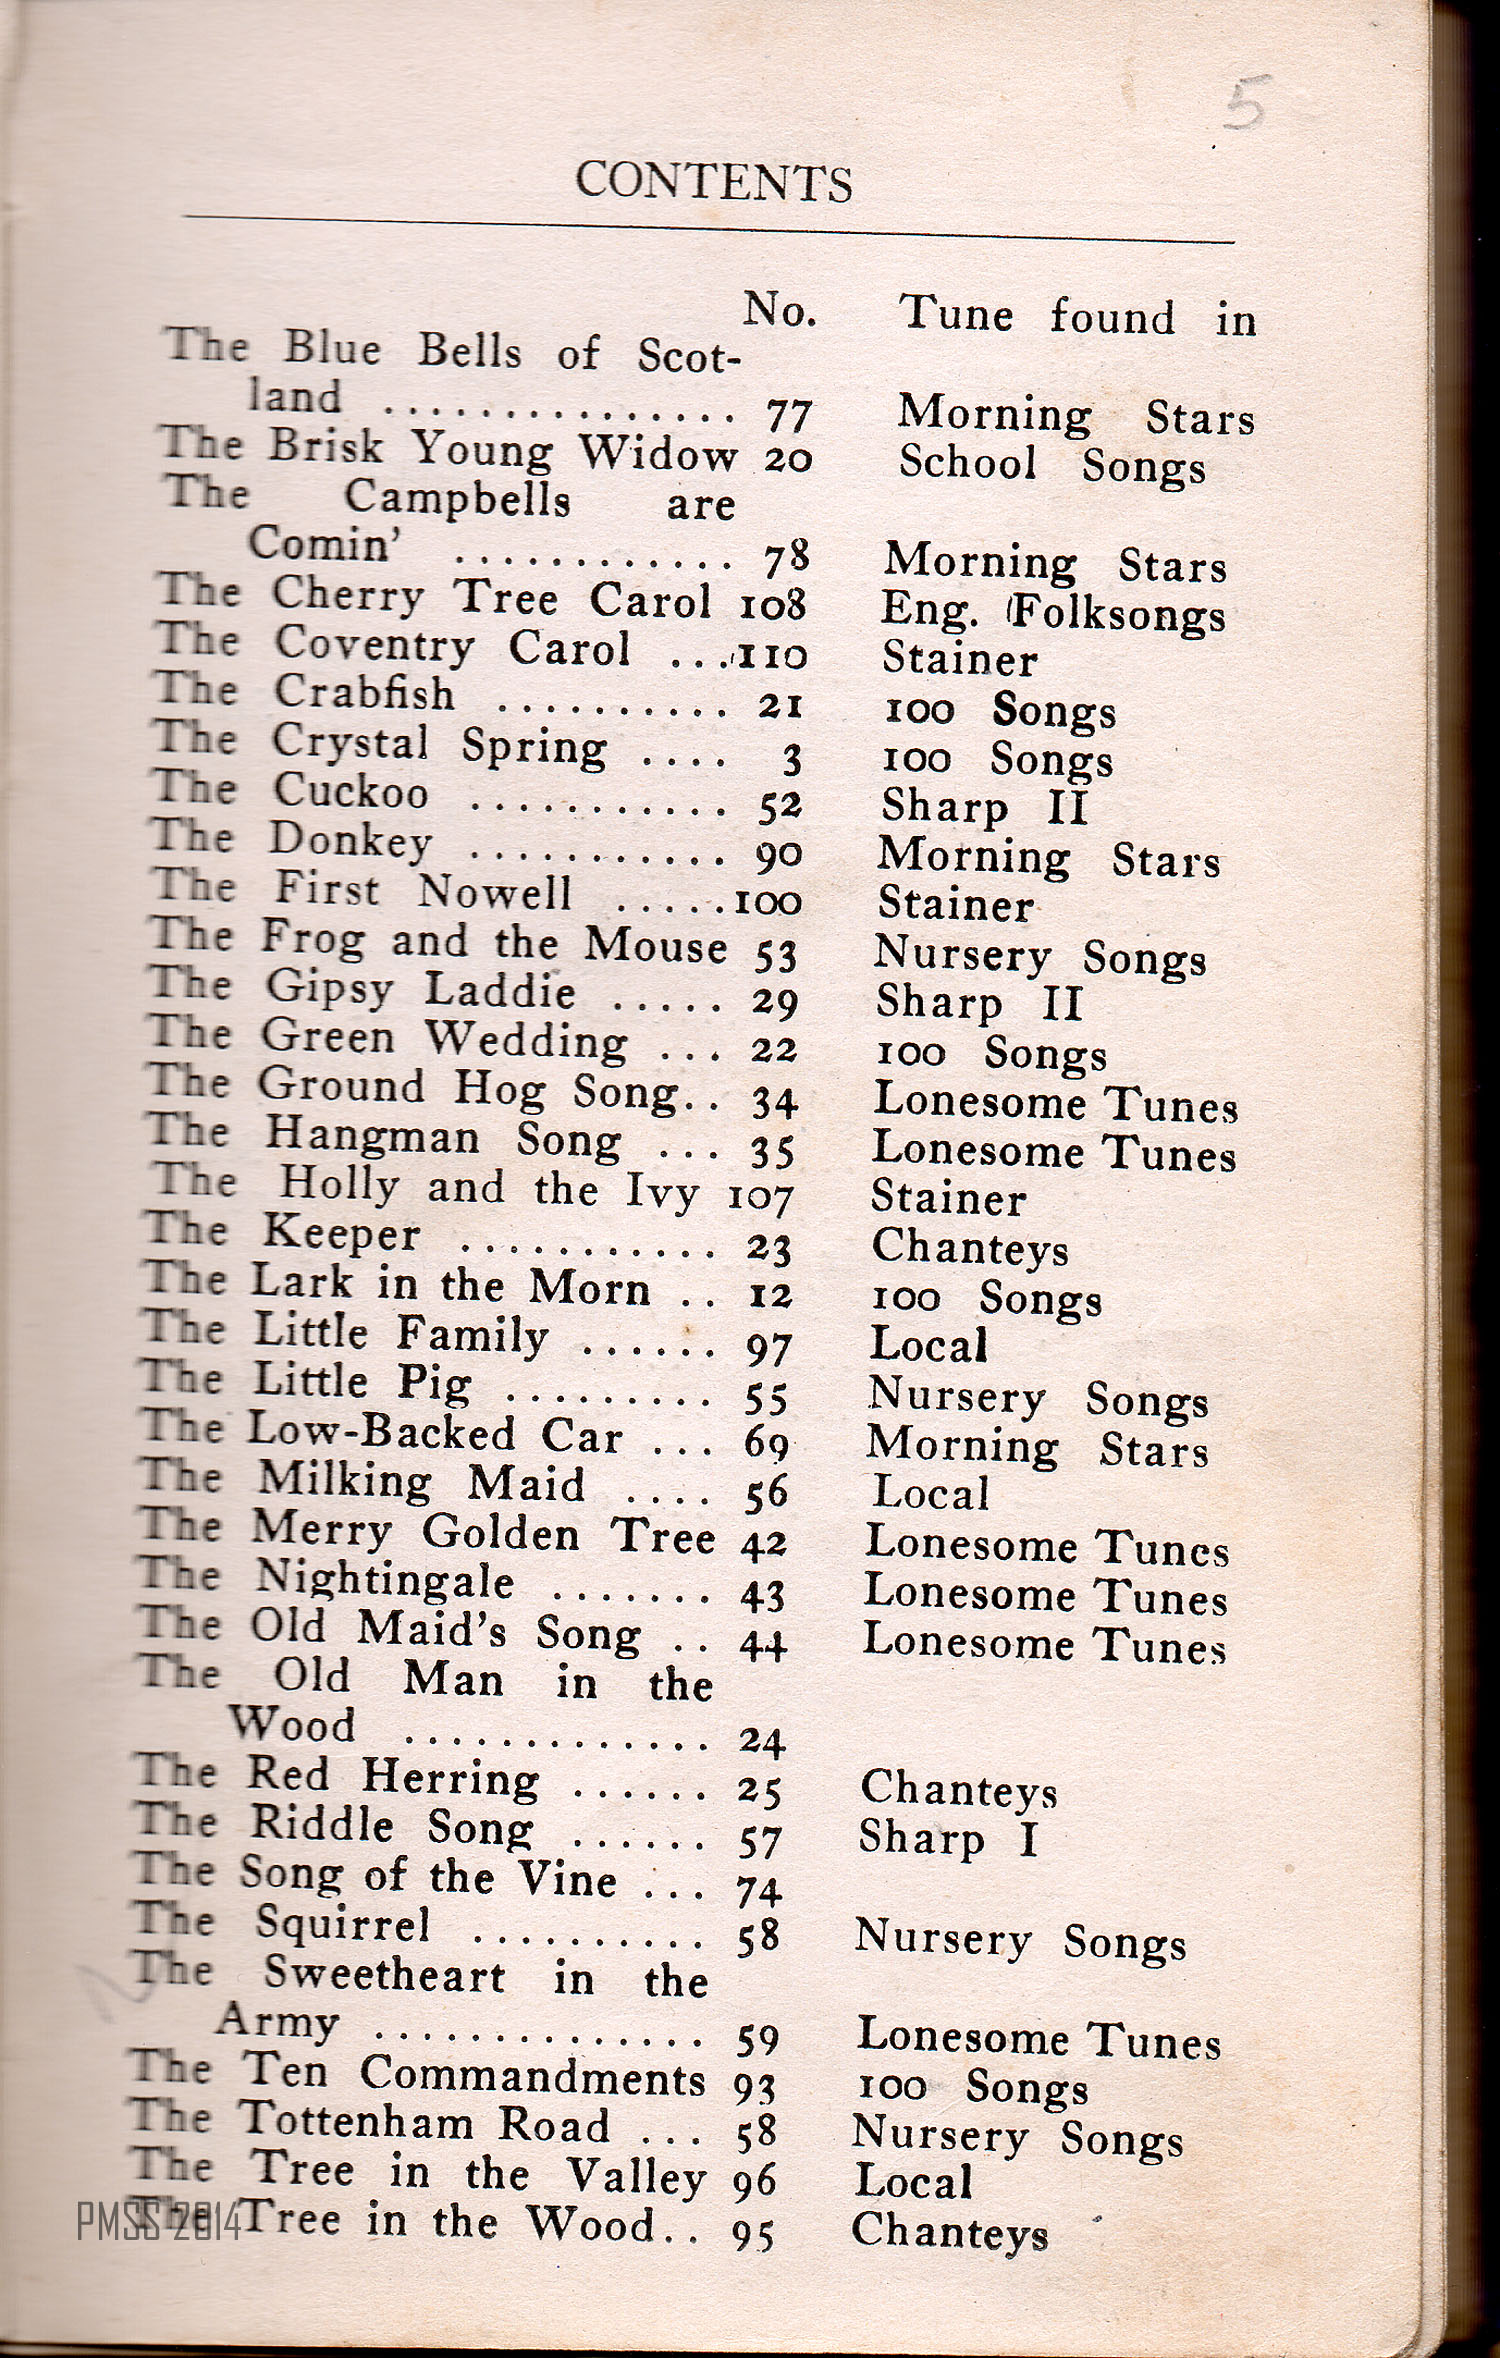 5
CONTENTS
No. Tune found in
The Blue Bells of Scot-
land ............... 77 Morning Stars
The Brisk Young Widow 20 School Songs
The Campbells are
Comin' ............ 78 Morning Stars
The Cherry Tree Carol 108 Eng. Folksongs
The Coventry Carol ...110 Stainer
The Crabfish .......... 21 100 Songs
The Crystal Spring .... 3 100 Songs
The Cuckoo ........... 52 Sharp II
The Donkey ........... 90 Morning Stars
The First Nowell .....100 Stainer
The Frog and the Mouse 53 Nursery Songs
The Gipsy Laddie ..... 29 Sharp II
The Green Wedding ... 22 100 Songs
The Ground Hog Song.. 34 Lonesome Tunes
The Hangman Song ... 35 Lonesome Tunes
The Holly and the Ivy 107 Stainer
The Keeper ........... 23 Chanteys
The Lark in the Morn .. 12 100 Songs
The Little Family ...... 97 Local
The Little Pig ......... 55 Nursery Songs
The Low-Backed Car ... 69 Morning Stars
The Milking Maid .... 56 Local
The Merry Golden Tree 42 Lonesome Tunes
The Nightingale ....... 43 Lonesome Tunes
The Old Maid's Song .. 44 Lonesome Tunes
The Old Man in the
Wood ............. 24
The Red Herring ...... 25 Chanteys
The Riddle Song ...... 57 Sharp I
The Song of the Vine ... 74
The Squirrel .......... 58 Nursery Songs
The Sweetheart in the
Army .............. 59 Lonesome Tunes
The Ten Commandments 93 100 Songs
The Tottenham Road ... 58 Nursery Songs
The Tree in the Valley 96 Local
The Tree in the Wood.. 95 Chanteys
PMSS 2014